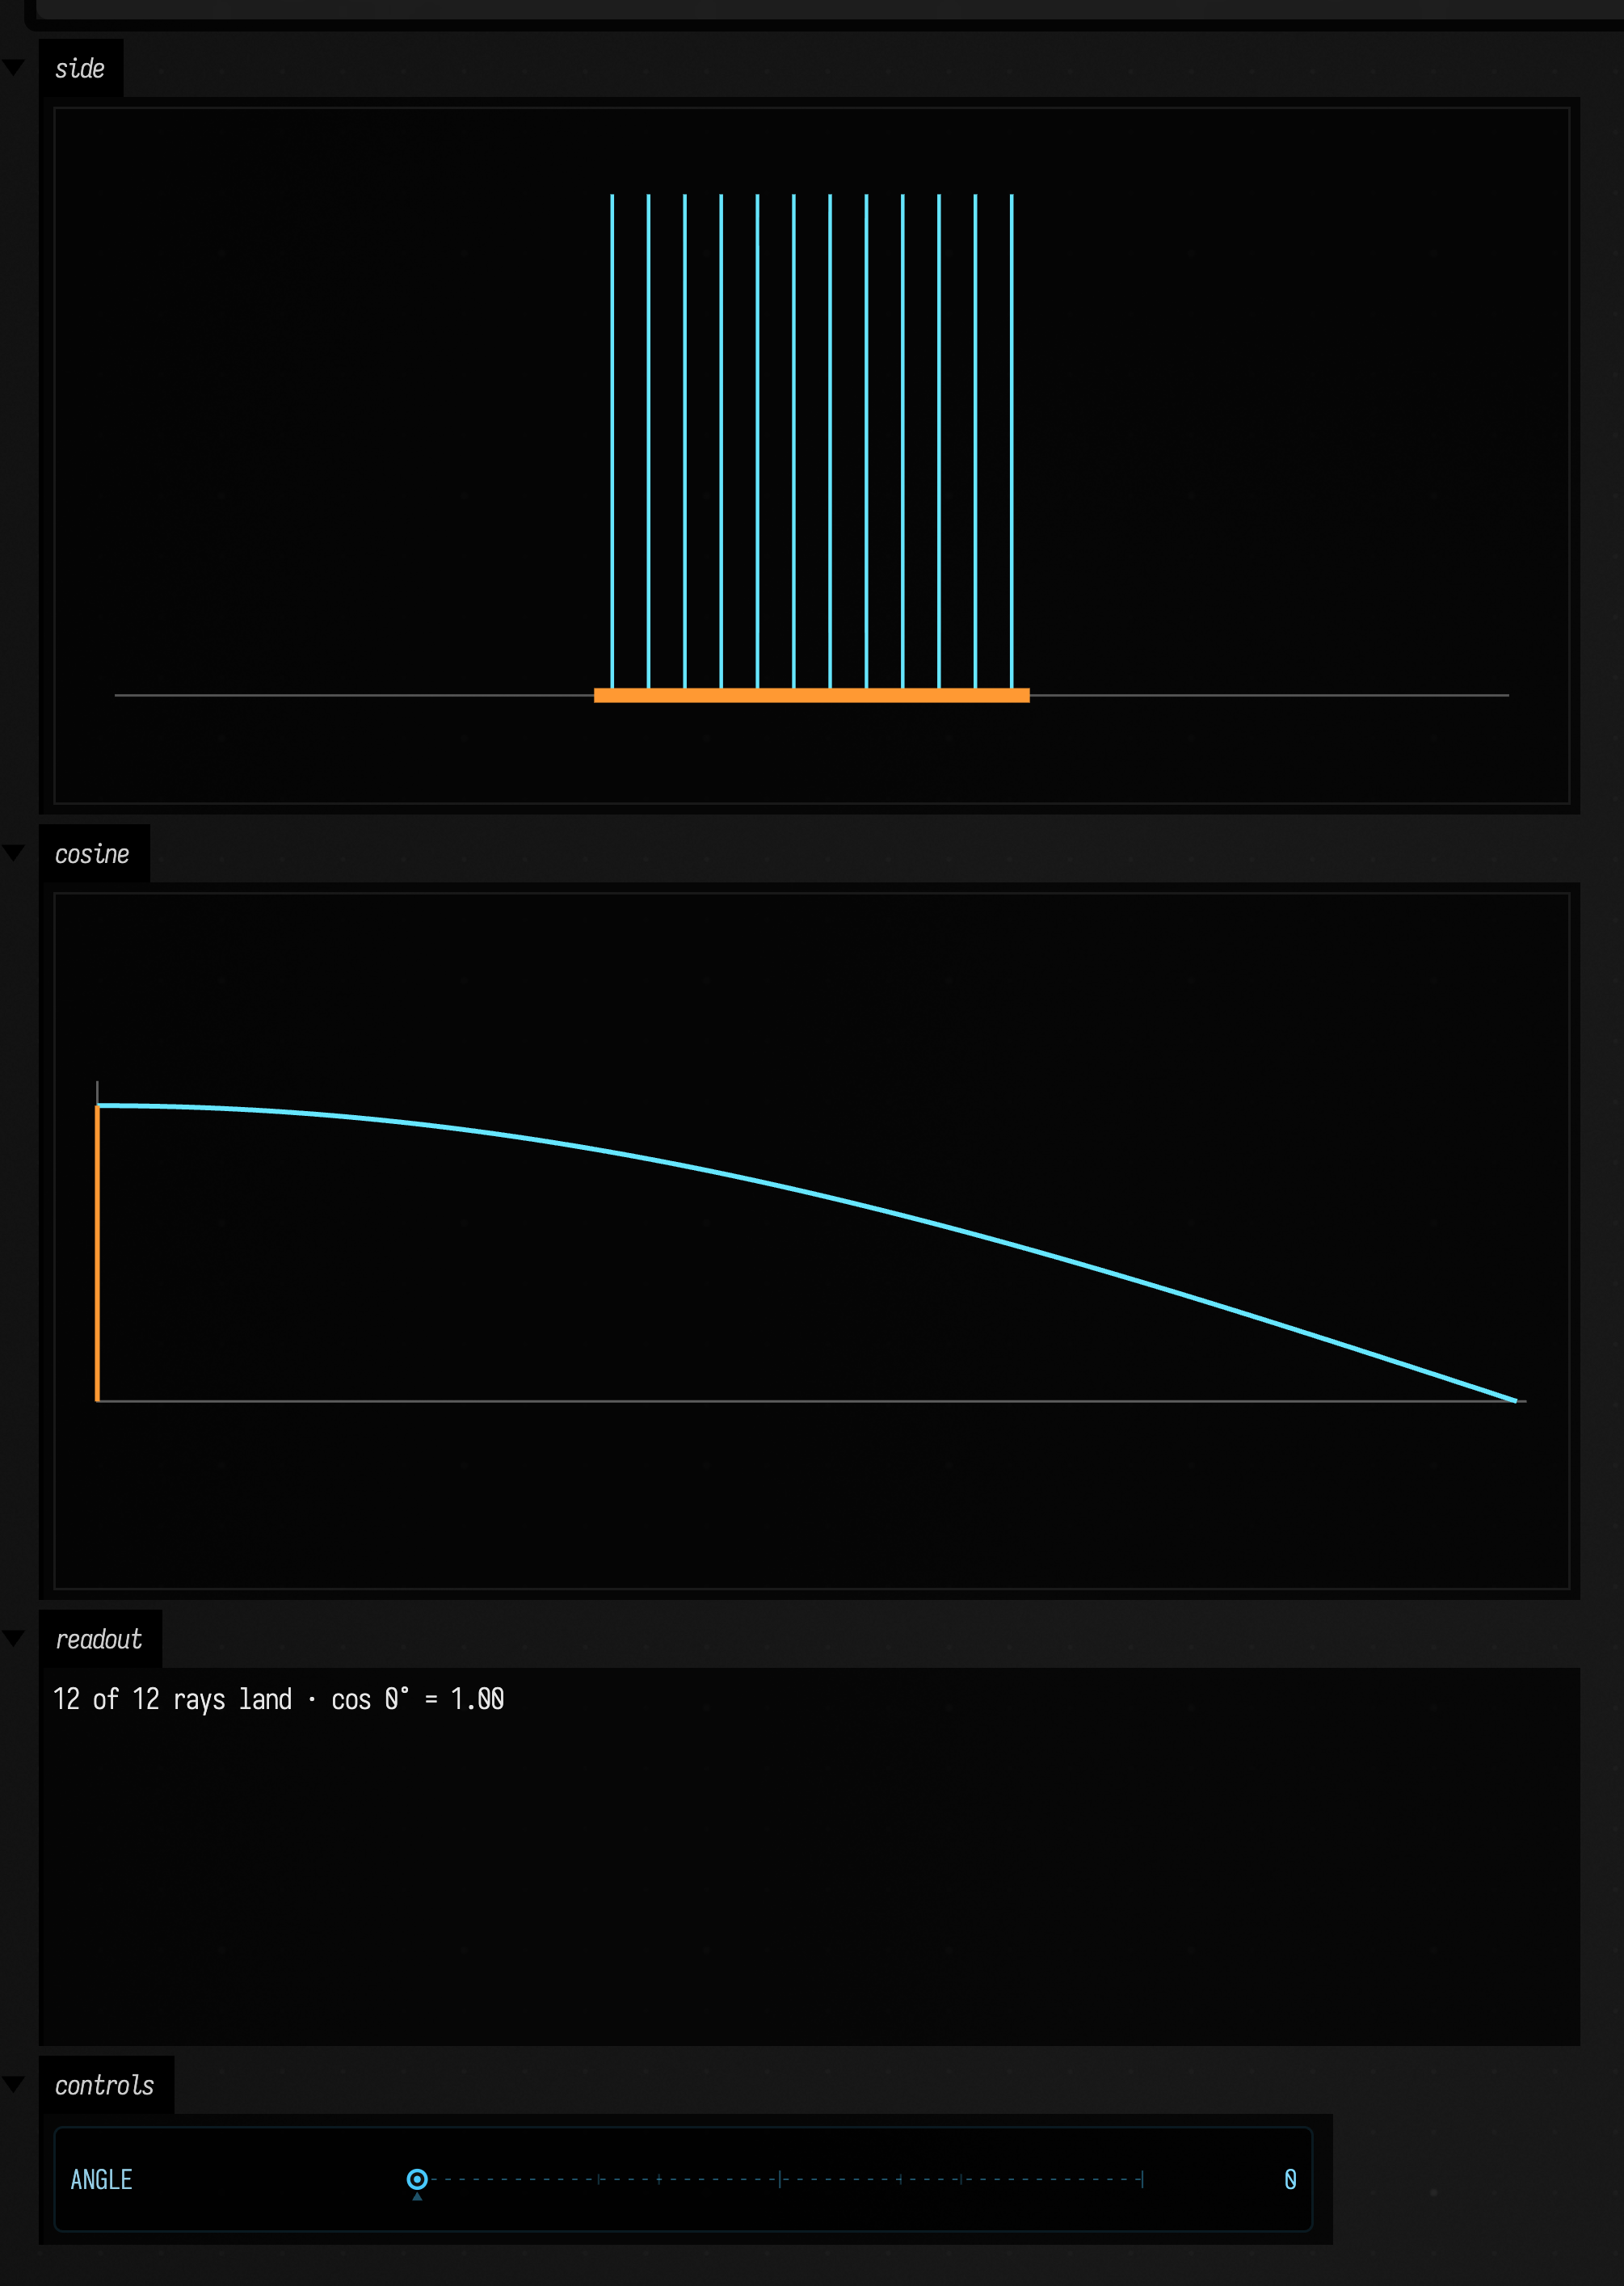 side
cosine
readout
12 of 12 rays land · cos 0° = 1.00
controls
ANGLE 0